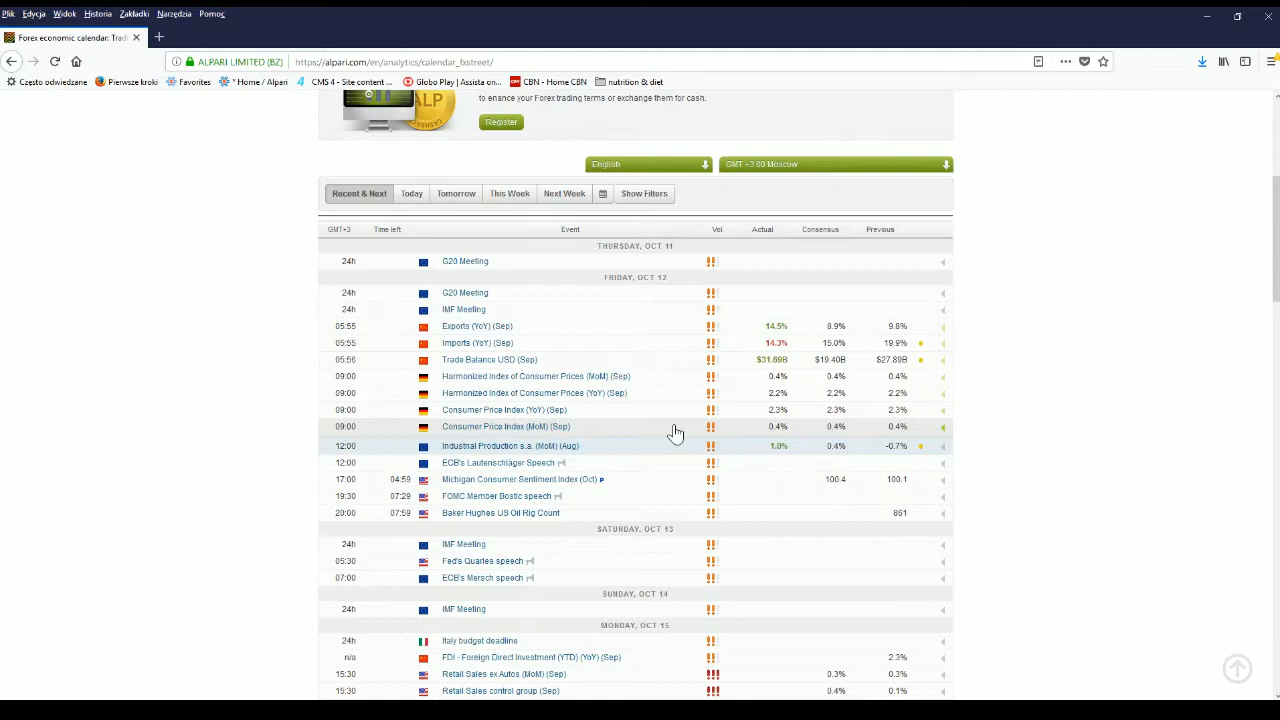 Plik Edycja Widok Historia Zakładki Narzędzia Pomoc
Forex economic calendar: Tradi
ALPARI LIMITED (BZ) https://alpari.com/en/analytics/calendar_fxstreet/
Często odwiedzane Pierwsze kroki Favorites * Home / Alpari CMS 4 - Site content ... Globo Play | Assista on... CBN - Home CBN nutrition & diet
ALP
to enance your Forex trading terms or exchange them for cash.
Register
English GMT +3:00 Moscow
Recent & Next Today Tomorrow This Week Next Week Show Filters
GMT+3 Time left Event Vol. Actual Consensus Previous
THURSDAY, OCT 11
24h G20 Meeting
FRIDAY, OCT 12
24h G20 Meeting
24h IMF Meeting
05:55 Exports (YoY) (Sep) 14.5% 8.9% 9.8%
05:55 Imports (YoY) (Sep) 14.3% 15.0% 19.9%
05:56 Trade Balance USD (Sep) $31.69B $19.40B $27.89B
09:00 Harmonized Index of Consumer Prices (MoM) (Sep) 0.4% 0.4% 0.4%
09:00 Harmonized Index of Consumer Prices (YoY) (Sep) 2.2% 2.2% 2.2%
09:00 Consumer Price Index (YoY) (Sep) 2.3% 2.3% 2.3%
09:00 Consumer Price Index (MoM) (Sep) 0.4% 0.4% 0.4%
12:00 Industrial Production s.a. (MoM) (Aug) 1.0% 0.4% -0.7%
12:00 ECB's Lautenschläger Speech
17:00 04:59 Michigan Consumer Sentiment Index (Oct) P 100.4 100.1
19:30 07:29 FOMC Member Bostic speech
20:00 07:59 Baker Hughes US Oil Rig Count 861
SATURDAY, OCT 13
24h IMF Meeting
05:30 Fed's Quarles speech
07:00 ECB's Mersch speech
SUNDAY, OCT 14
24h IMF Meeting
MONDAY, OCT 15
24h Italy budget deadline
n/a FDI - Foreign Direct Investment (YTD) (YoY) (Sep) 2.3%
15:30 Retail Sales ex Autos (MoM) (Sep) 0.3% 0.3%
15:30 Retail Sales control group (Sep) 0.4% 0.1%